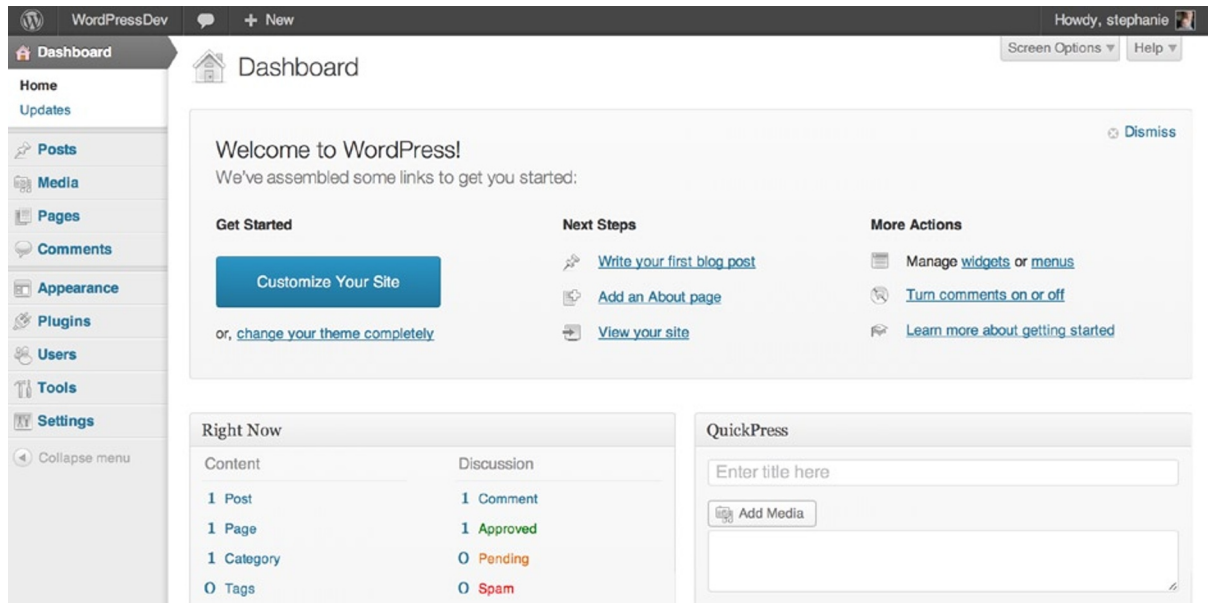 WordPressDev + New Howdy, stephanie
Dashboard
Home
Updates
Posts
Media
Pages
Comments
Appearance
Plugins
Users
Tools
Settings
Collapse menu
Screen Options Help
Dashboard
Dismiss
Welcome to WordPress!
We've assembled some links to get you started:
Get Started
Customize Your Site
or, change your theme completely
Next Steps
Write your first blog post
Add an About page
View your site
More Actions
Manage widgets or menus
Turn comments on or off
Learn more about getting started
Right Now
Content
1 Post
1 Page
1 Category
0 Tags
Discussion
1 Comment
1 Approved
0 Pending
0 Spam
QuickPress
Enter title here
Add Media